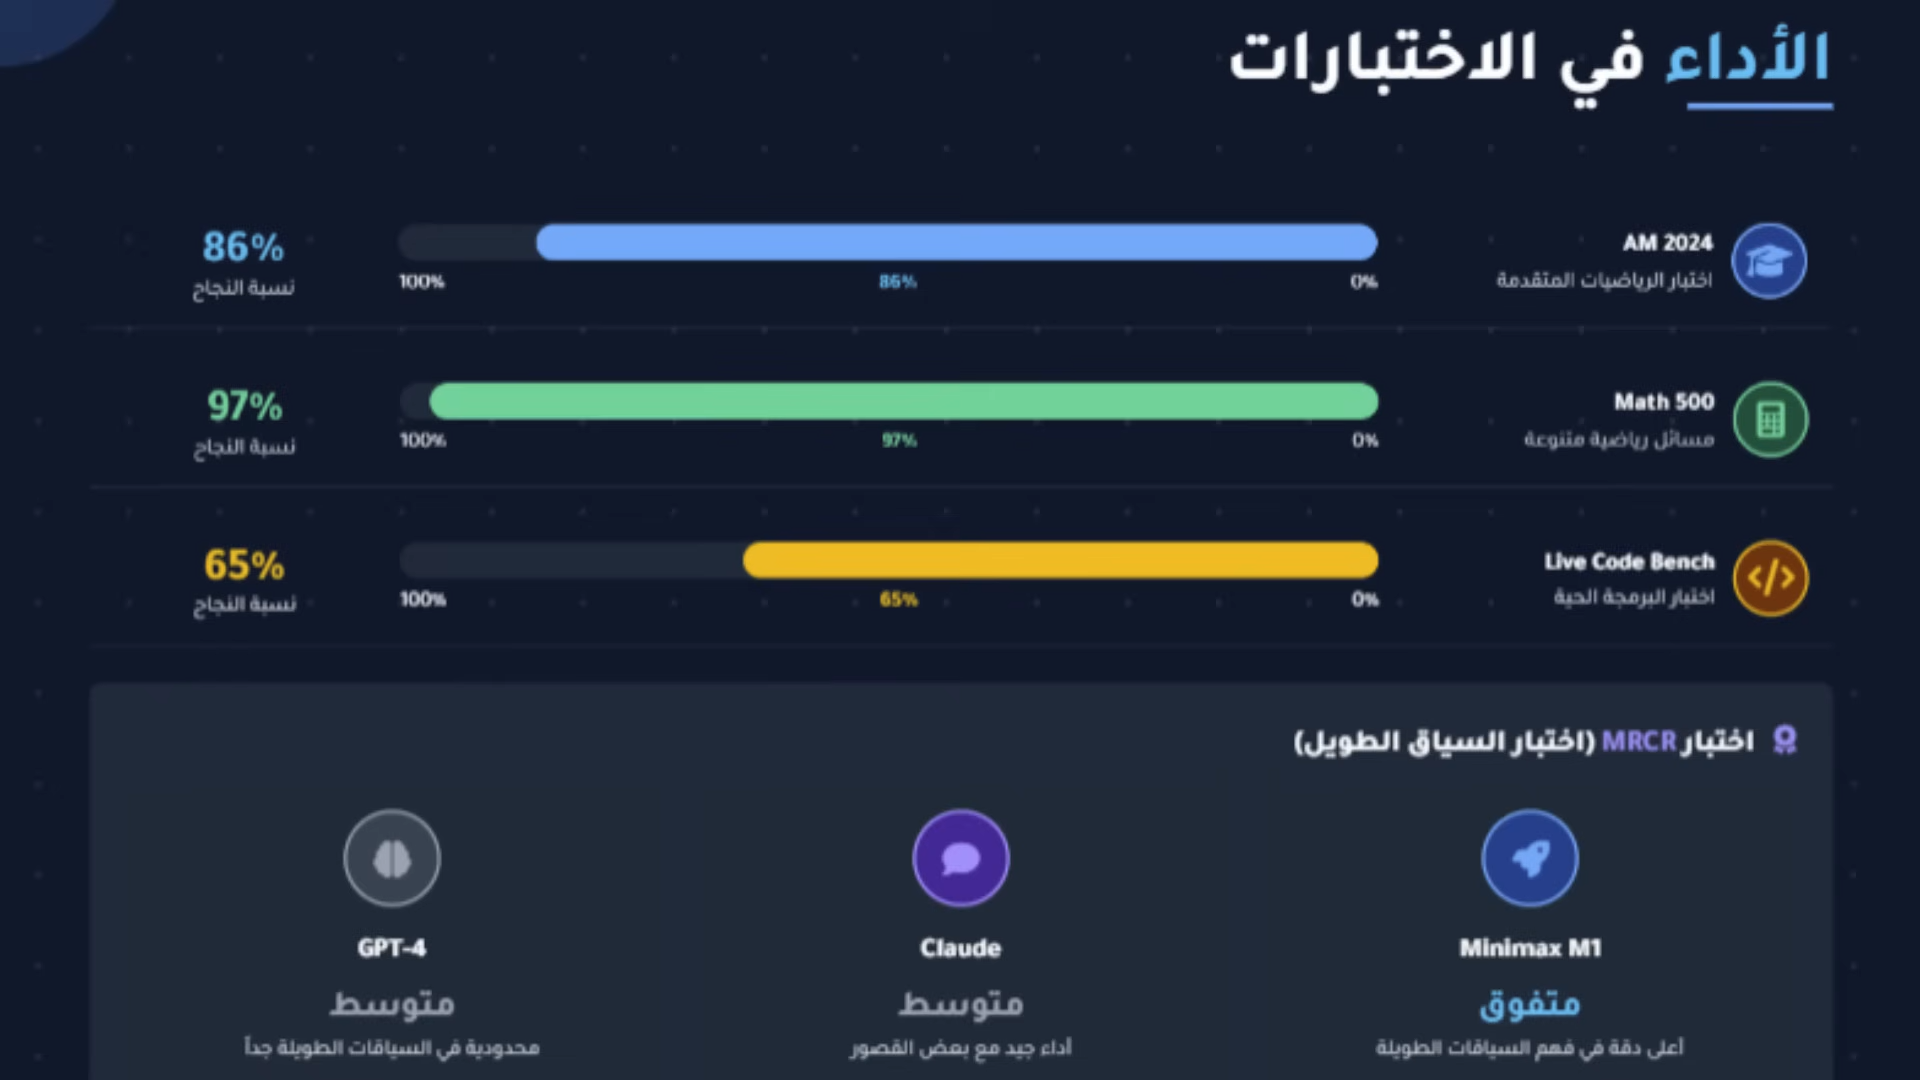 الأداء في الاختبارات
AM 2024
اختبار الرياضيات المتقدمة
0%
86%
100%
86%
نسبة النجاح
Math 500
مسائل رياضية متنوعة
0%
97%
100%
97%
نسبة النجاح
Live Code Bench
اختبار البرمجة الحية
0%
65%
100%
65%
نسبة النجاح
اختبار MRCR (اختبار السياق الطويل)
Minimax M1
متفوق
أعلى دقة في فهم السياقات الطويلة
Claude
متوسط
أداء جيد مع بعض القصور
GPT-4
متوسط
محدودية في السياقات الطويلة جداً